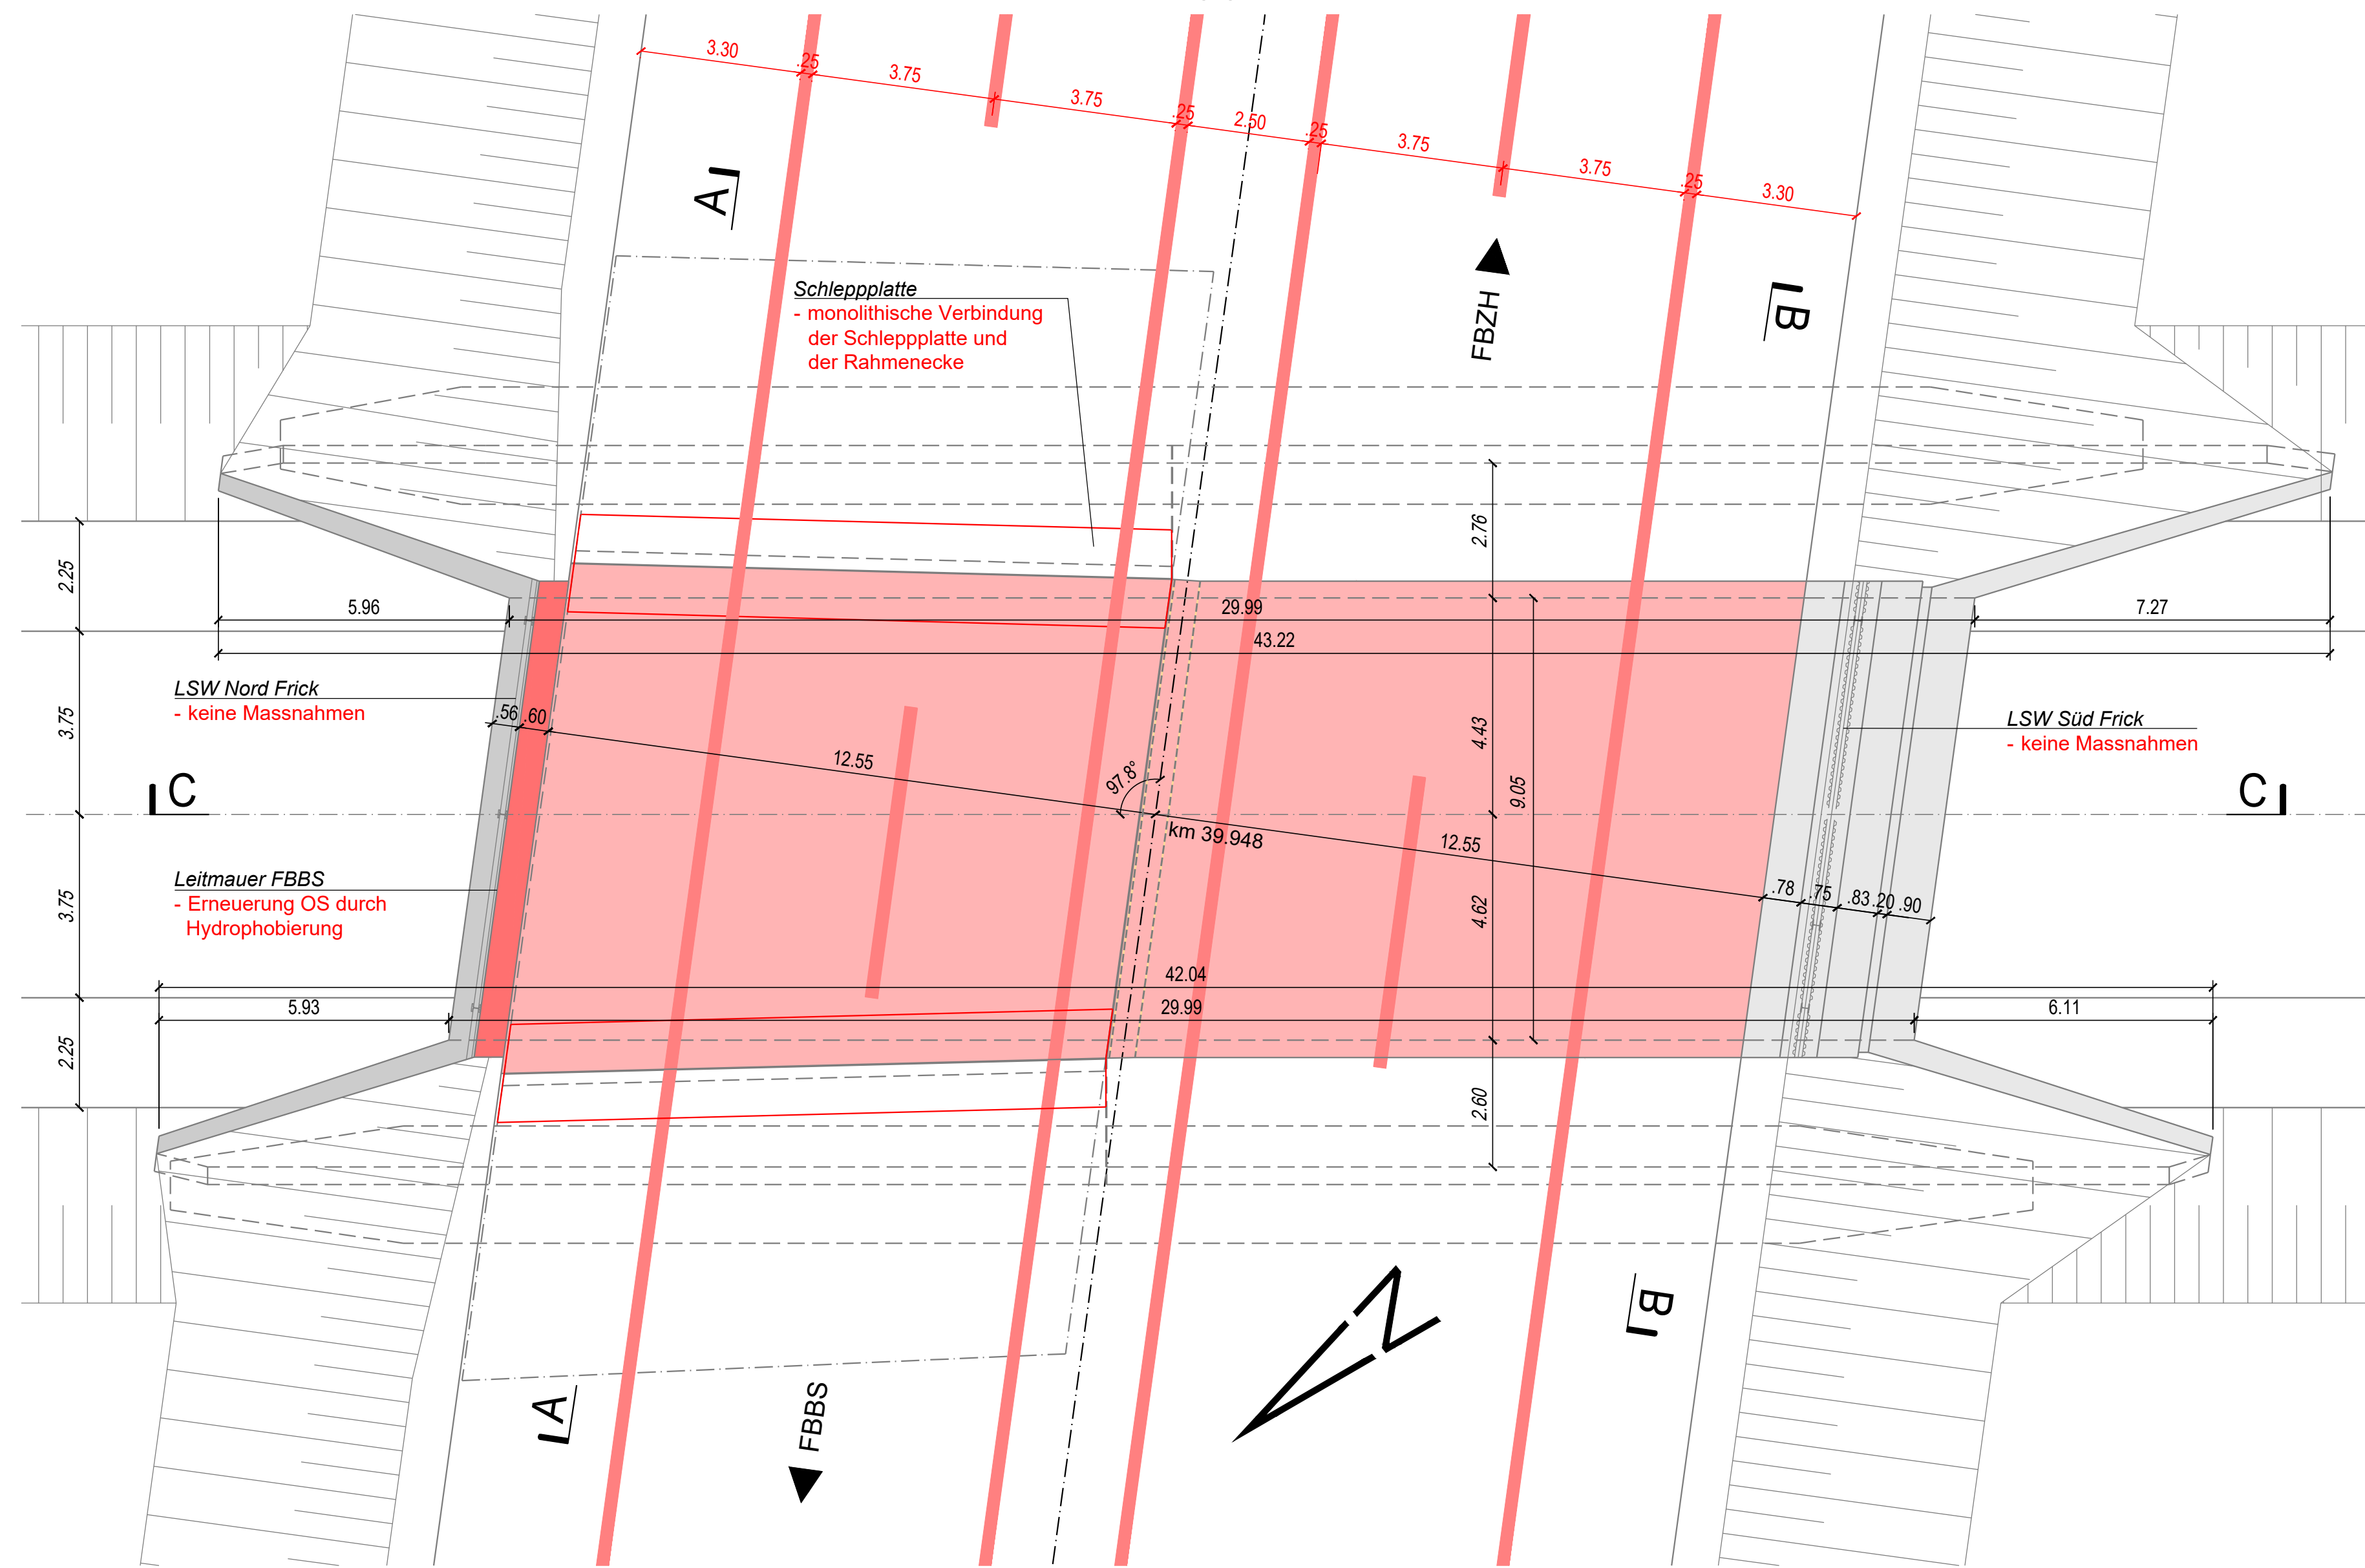 3.30
.25
3.75
3.75
.25
2.50
.25
3.75
3.75
.25
3.30
A
B
FBZH
Schleppplatte
- monolithische Verbindung
der Schleppplatte und
der Rahmenecke
2.76
2.25
5.96
29.99
7.27
43.22
LSW Nord Frick
- keine Massnahmen
.56
.60
3.75
12.55
4.43
97.8°
9.05
LSW Süd Frick
- keine Massnahmen
C
C
km 39.948
12.55
Leitmauer FBBS
- Erneuerung OS durch
Hydrophobierung
3.75
4.62
.78
.75
.83
.20
.90
42.04
5.93
29.99
6.11
2.25
2.60
B
A
FBBS
N